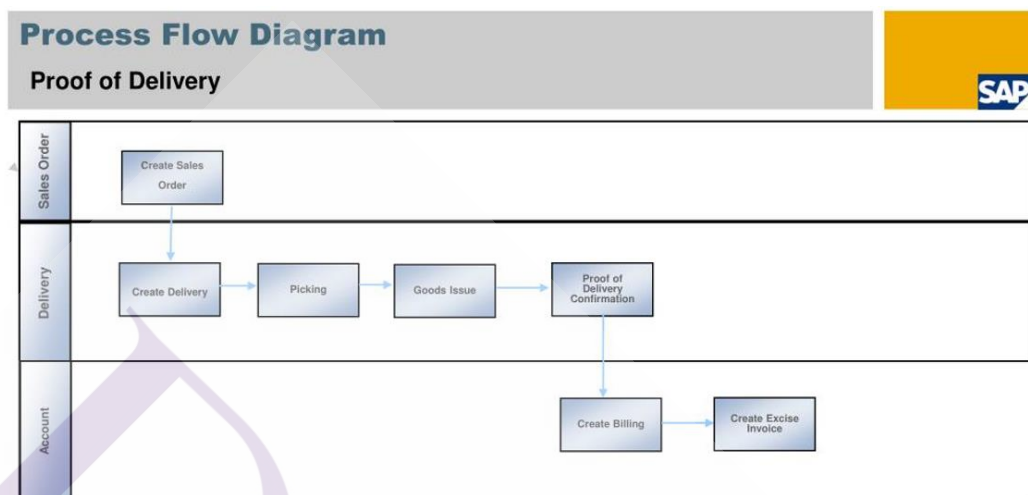 Process Flow Diagram
Proof of Delivery
SAP
Sales Order
Create Sales
Order
Delivery
Create Delivery
Picking
Goods Issue
Proof of
Delivery
Confirmation
Account
Create Billing
Create Excise
Invoice